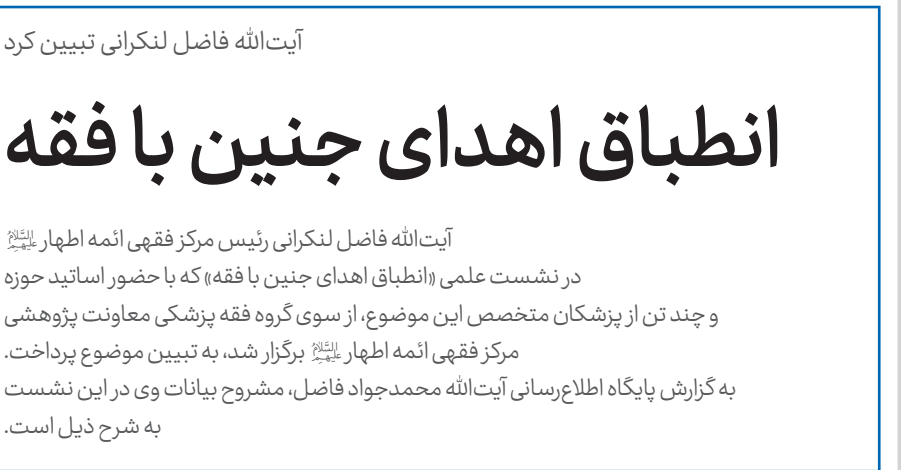 آیت‌الله فاضل لنکرانی تبیین کرد
انطباق اهدای جنین با فقه
آیت‌الله فاضل لنکرانی رئیس مرکز فقهی ائمه اطهار علیهم السلام
در نشست علمی «انطباق اهدای جنین با فقه» که با حضور اساتید حوزه
و چند تن از پزشکان متخصص این موضوع، از سوی گروه فقه پزشکی معاونت پژوهشی
مرکز فقهی ائمه اطهار علیهم السلام برگزار شد، به تبیین موضوع پرداخت.
به گزارش پایگاه اطلاع‌رسانی آیت‌الله محمدجواد فاضل، مشروح بیانات وی در این نشست
به شرح ذیل است.